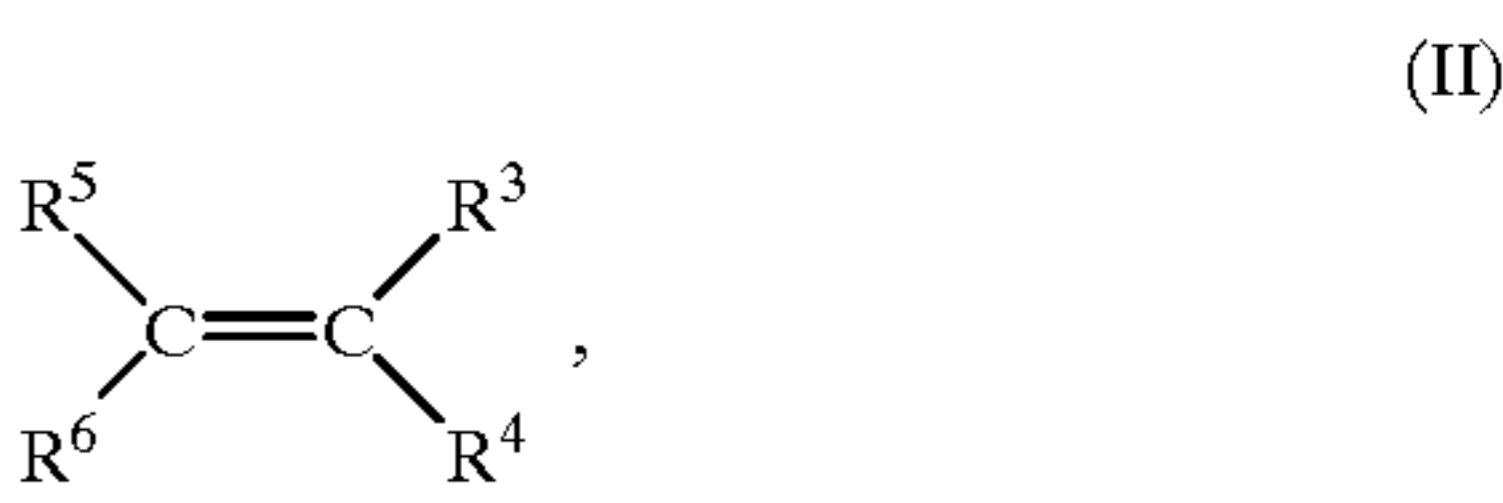 (II)
R⁵ R³
C=C ,
R⁶ R⁴